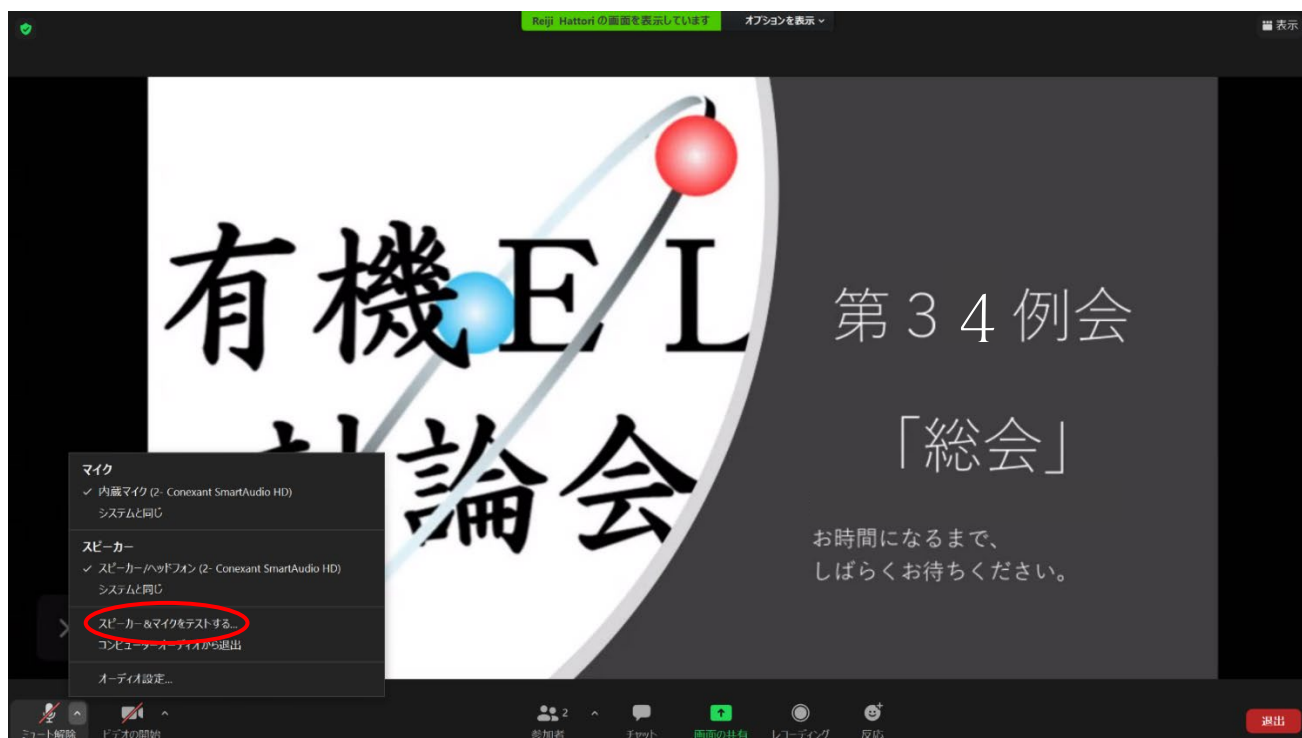 Reiji Hattori の画面を表示しています
オプションを表示
表示
有機EL
討論会
第34例会
「総会」
お時間になるまで、
しばらくお待ちください。
マイク
内蔵マイク (2- Conexant SmartAudio HD)
システムと同じ
スピーカー
スピーカー/ヘッドフォン (2- Conexant SmartAudio HD)
システムと同じ
スピーカー&マイクをテストする...
コンピューターオーディオから退出
オーディオ設定...
ミュート解除
ビデオの開始
2
参加者
チャット
画面の共有
レコーディング
反応
退出